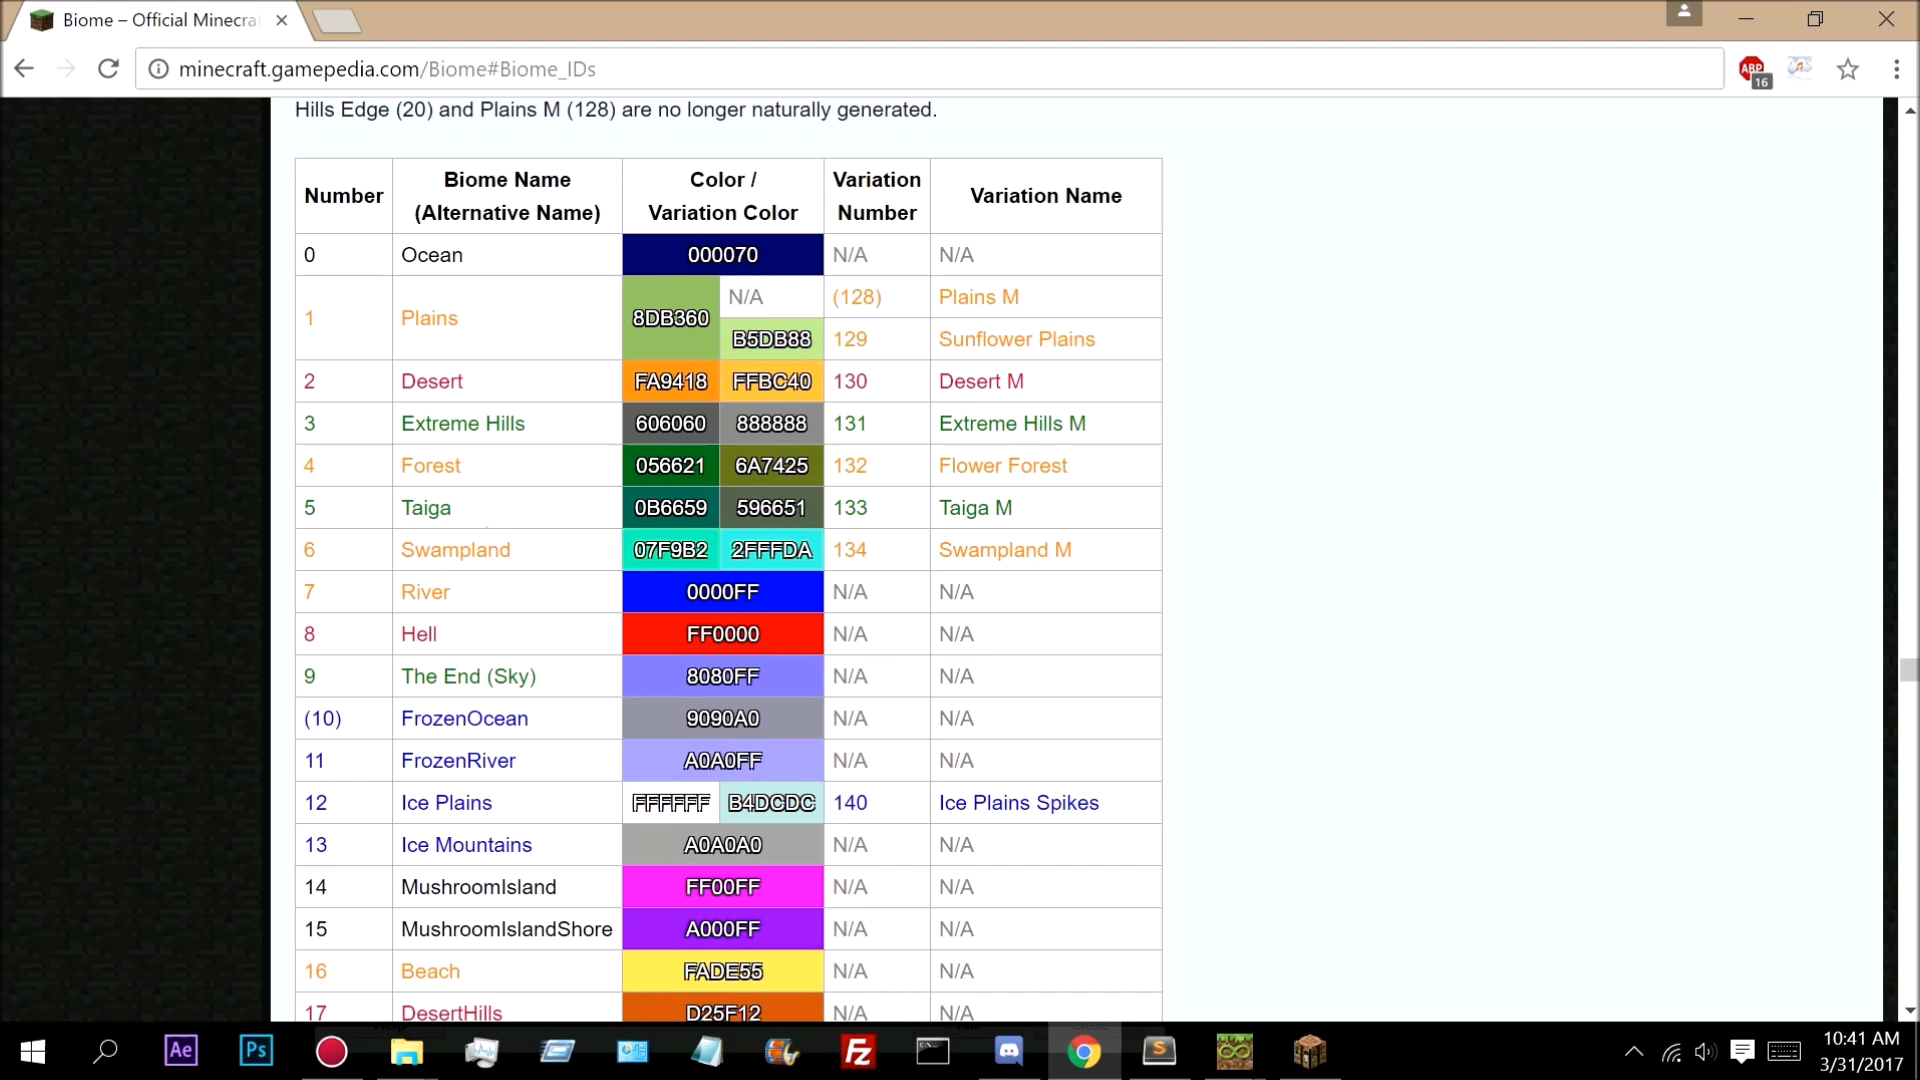 Biome – Official Minecra
minecraft.gamepedia.com/Biome#Biome_IDs
ABP
16
Hills Edge (20) and Plains M (128) are no longer naturally generated.
Number Biome Name (Alternative Name) Color / Variation Color Variation Number Variation Name
0 Ocean 000070 N/A N/A
1 Plains 8DB360 N/A (128) Plains M
B5DB88 129 Sunflower Plains
2 Desert FA9418 FFBC40 130 Desert M
3 Extreme Hills 606060 888888 131 Extreme Hills M
4 Forest 056621 6A7425 132 Flower Forest
5 Taiga 0B6659 596651 133 Taiga M
6 Swampland 07F9B2 2FFFDA 134 Swampland M
7 River 0000FF N/A N/A
8 Hell FF0000 N/A N/A
9 The End (Sky) 8080FF N/A N/A
(10) FrozenOcean 9090A0 N/A N/A
11 FrozenRiver A0A0FF N/A N/A
12 Ice Plains FFFFFF B4DCDC 140 Ice Plains Spikes
13 Ice Mountains A0A0A0 N/A N/A
14 MushroomIsland FF00FF N/A N/A
15 MushroomIslandShore A000FF N/A N/A
16 Beach FADE55 N/A N/A
17 DesertHills D25F12 N/A N/A
Ae Ps Fz S
10:41 AM
3/31/2017